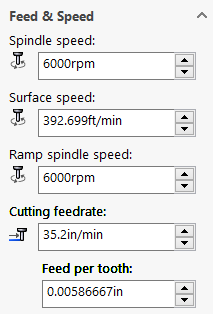 Feed & Speed
Spindle speed:
6000rpm
Surface speed:
392.699ft/min
Ramp spindle speed:
6000rpm
Cutting feedrate:
35.2in/min
Feed per tooth:
0.00586667in